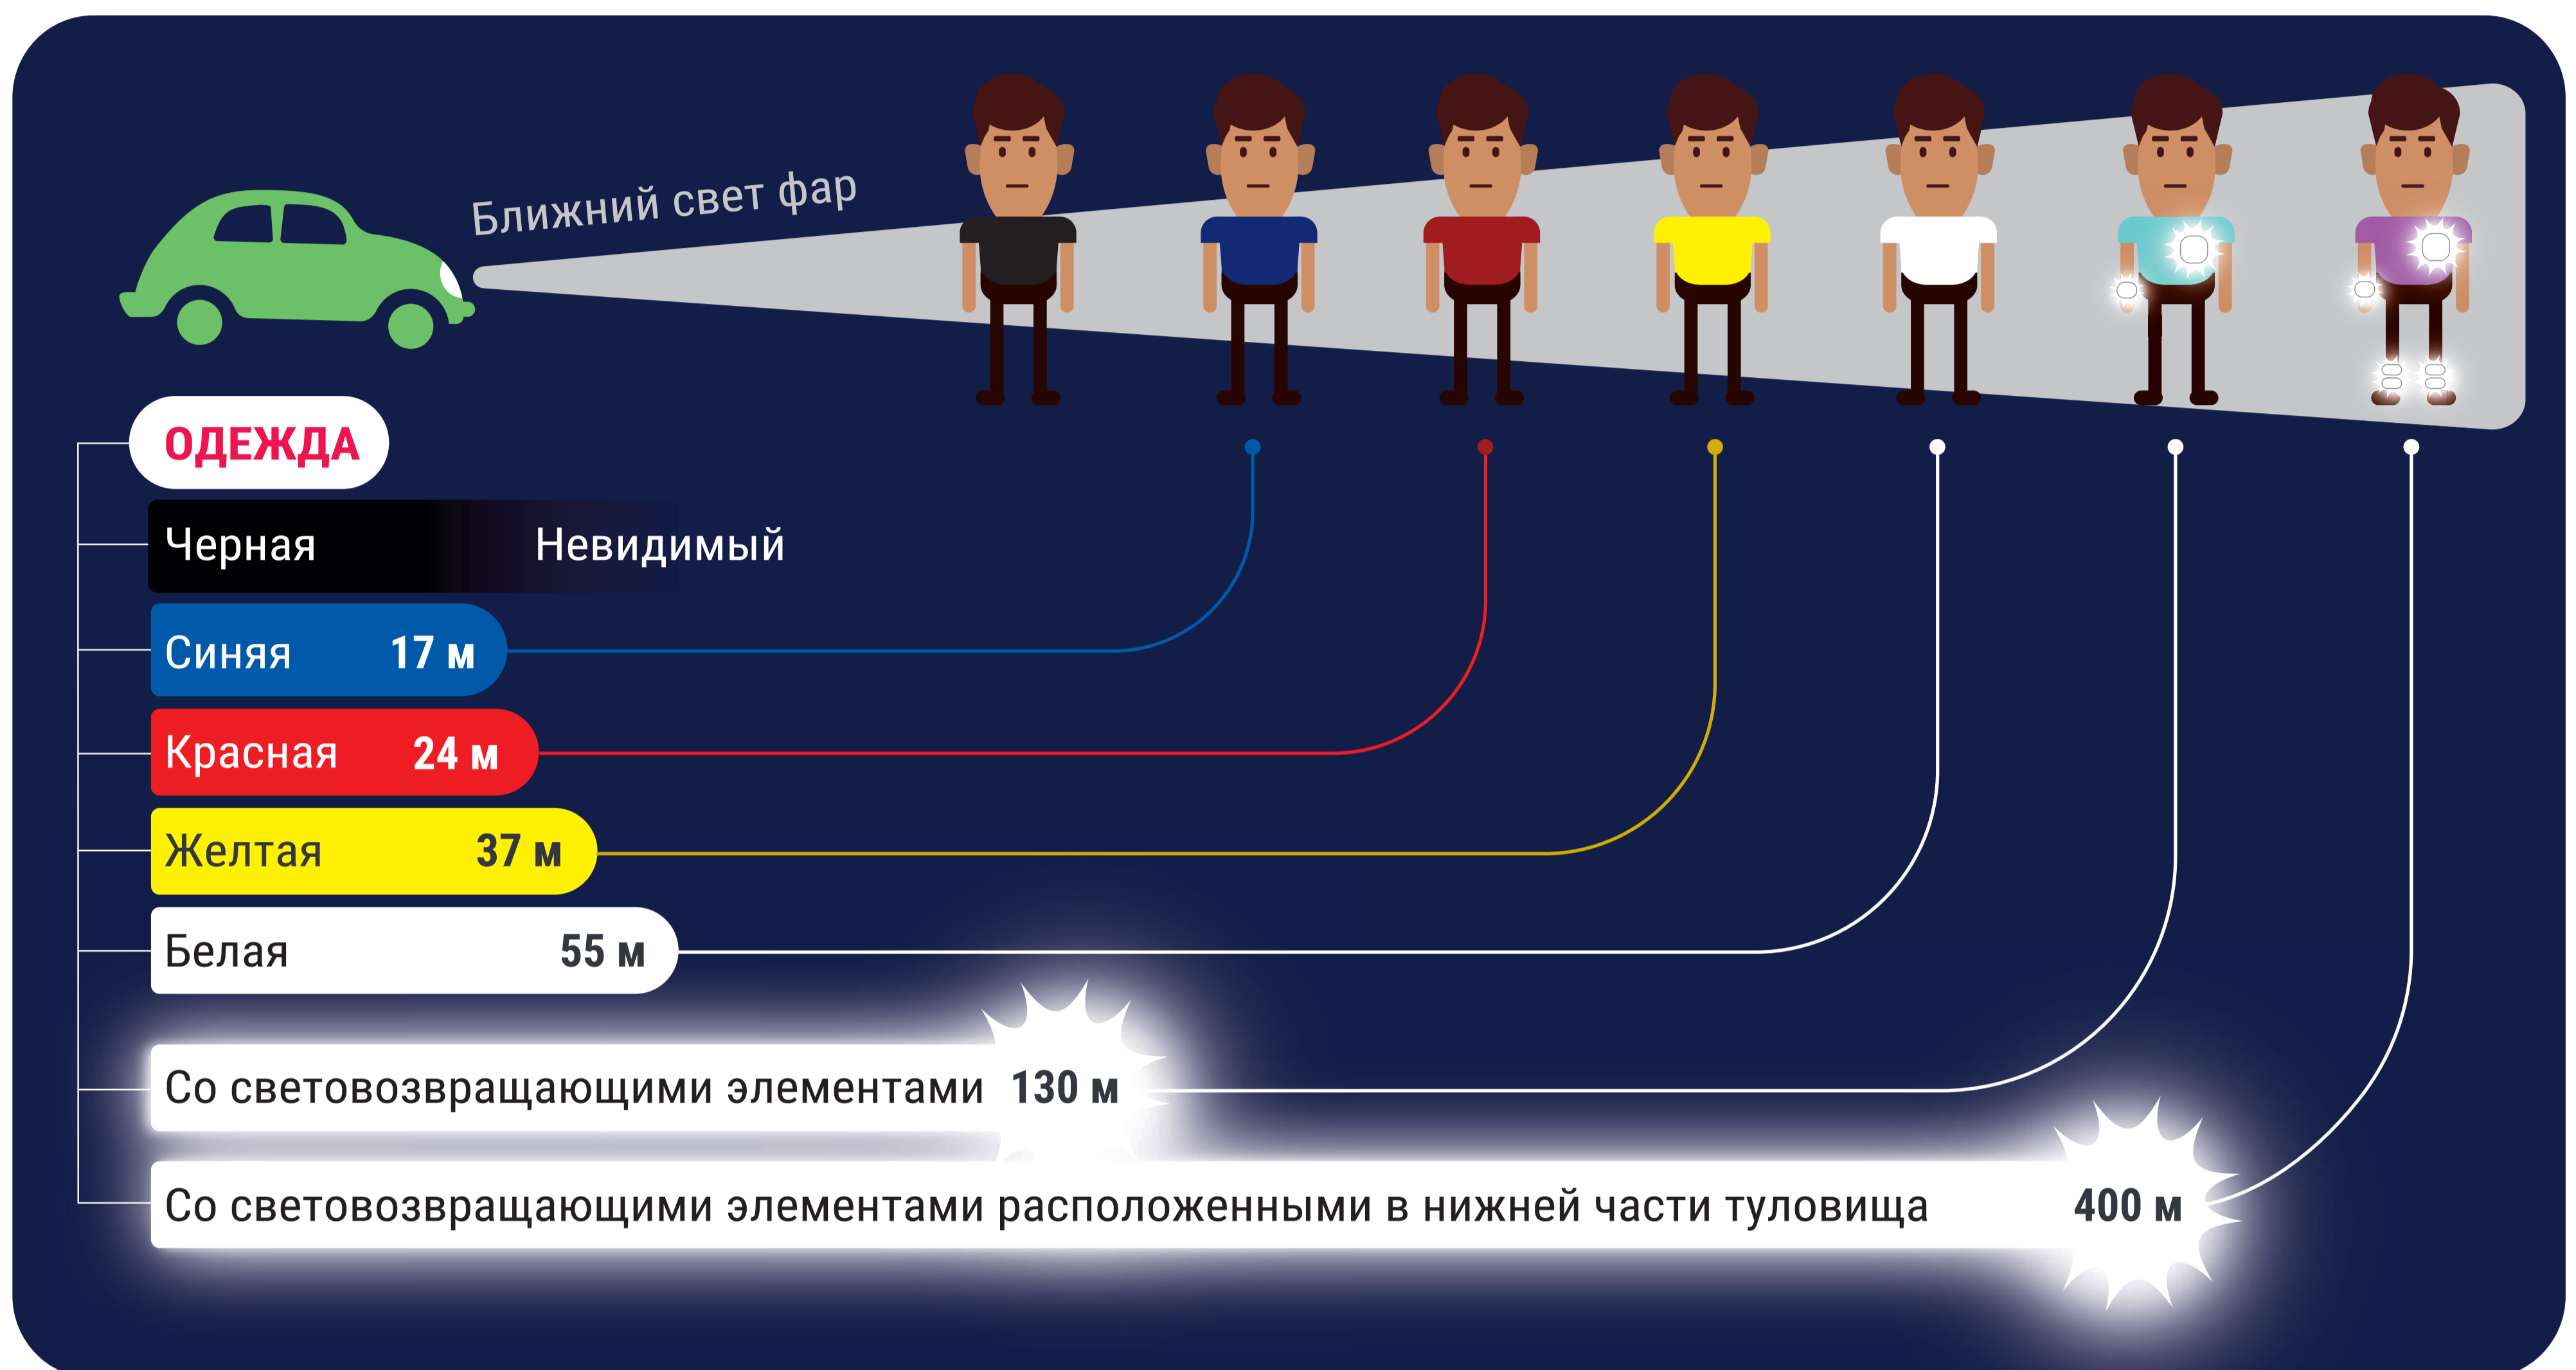 Ближний свет фар
ОДЕЖДА
Черная Невидимый
Синяя 17 м
Красная 24 м
Желтая 37 м
Белая 55 м
Со световозвращающими элементами 130 м
Со световозвращающими элементами расположенными в нижней части туловища 400 м